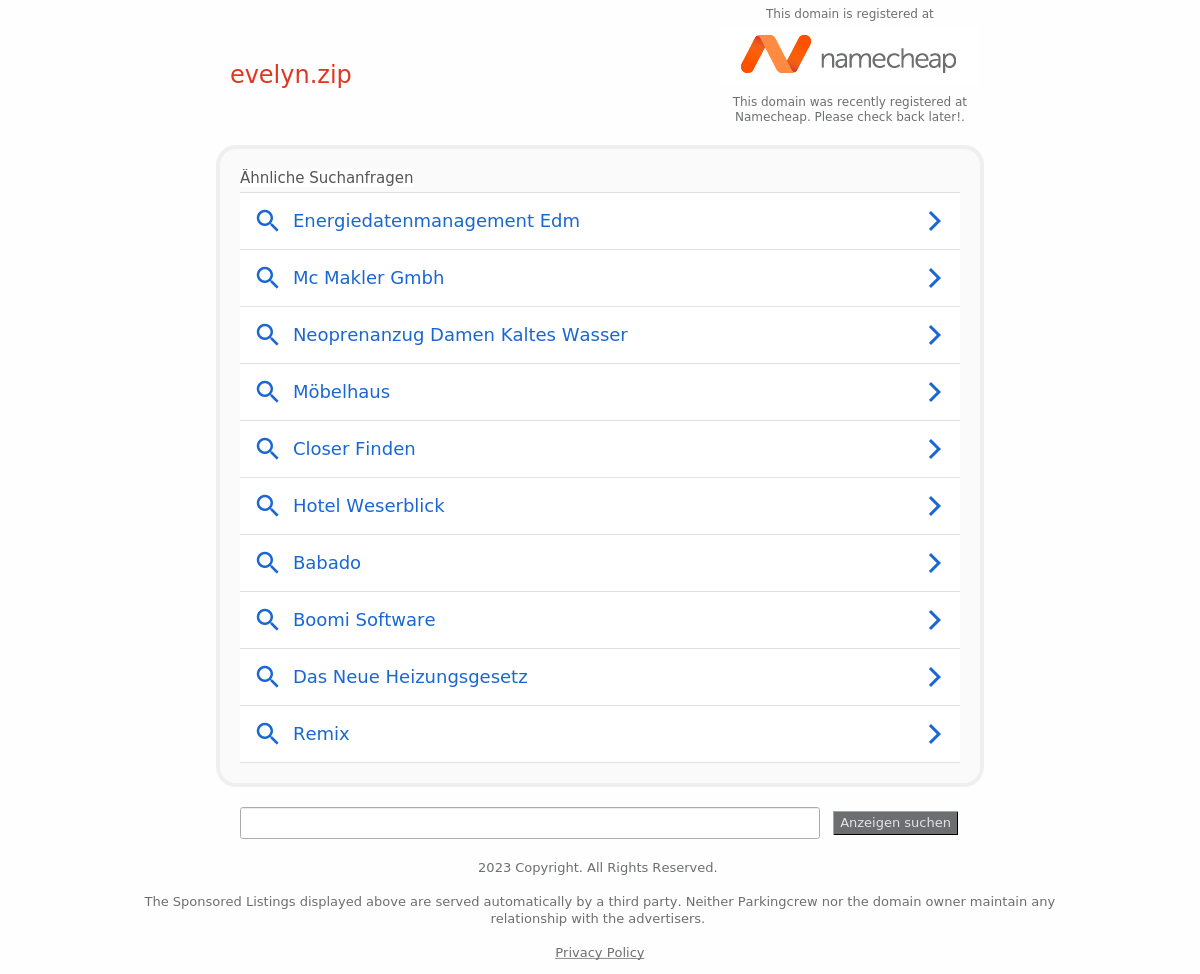 This domain is registered at
namecheap
evelyn.zip
This domain was recently registered at
Namecheap. Please check back later!.
Ähnliche Suchanfragen
Energiedatenmanagement Edm
Mc Makler Gmbh
Neoprenanzug Damen Kaltes Wasser
Möbelhaus
Closer Finden
Hotel Weserblick
Babado
Boomi Software
Das Neue Heizungsgesetz
Remix
Anzeigen suchen
2023 Copyright. All Rights Reserved.
The Sponsored Listings displayed above are served automatically by a third party. Neither Parkingcrew nor the domain owner maintain any
relationship with the advertisers.
Privacy Policy